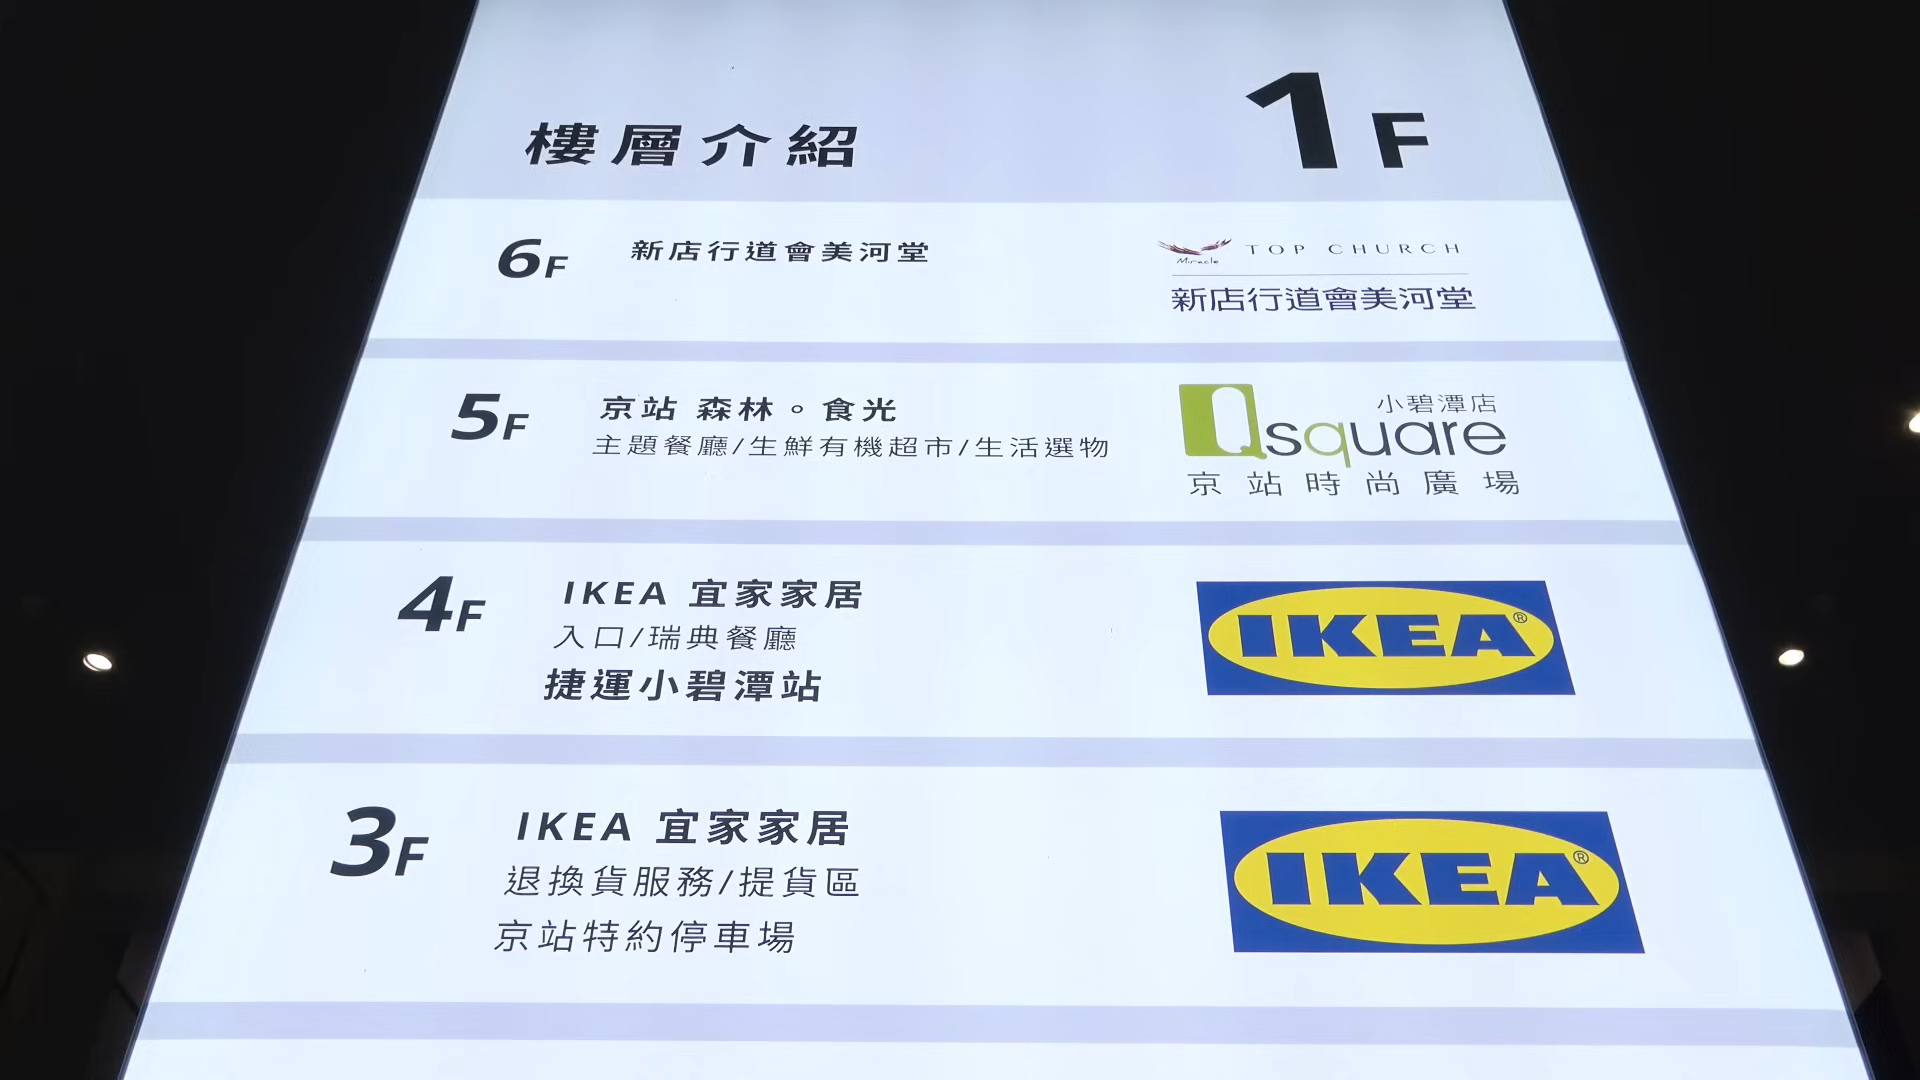 樓層介紹
1F
6F
新店行道會美河堂
Miracle
TOP CHURCH
新店行道會美河堂
5F
京站 森林。食光
主題餐廳/生鮮有機超市/生活選物
小碧潭店
Qsquare
京站時尚廣場
4F
IKEA 宜家家居
入口/瑞典餐廳
捷運小碧潭站
IKEA®
3F
IKEA 宜家家居
退換貨服務/提貨區
京站特約停車場
IKEA®